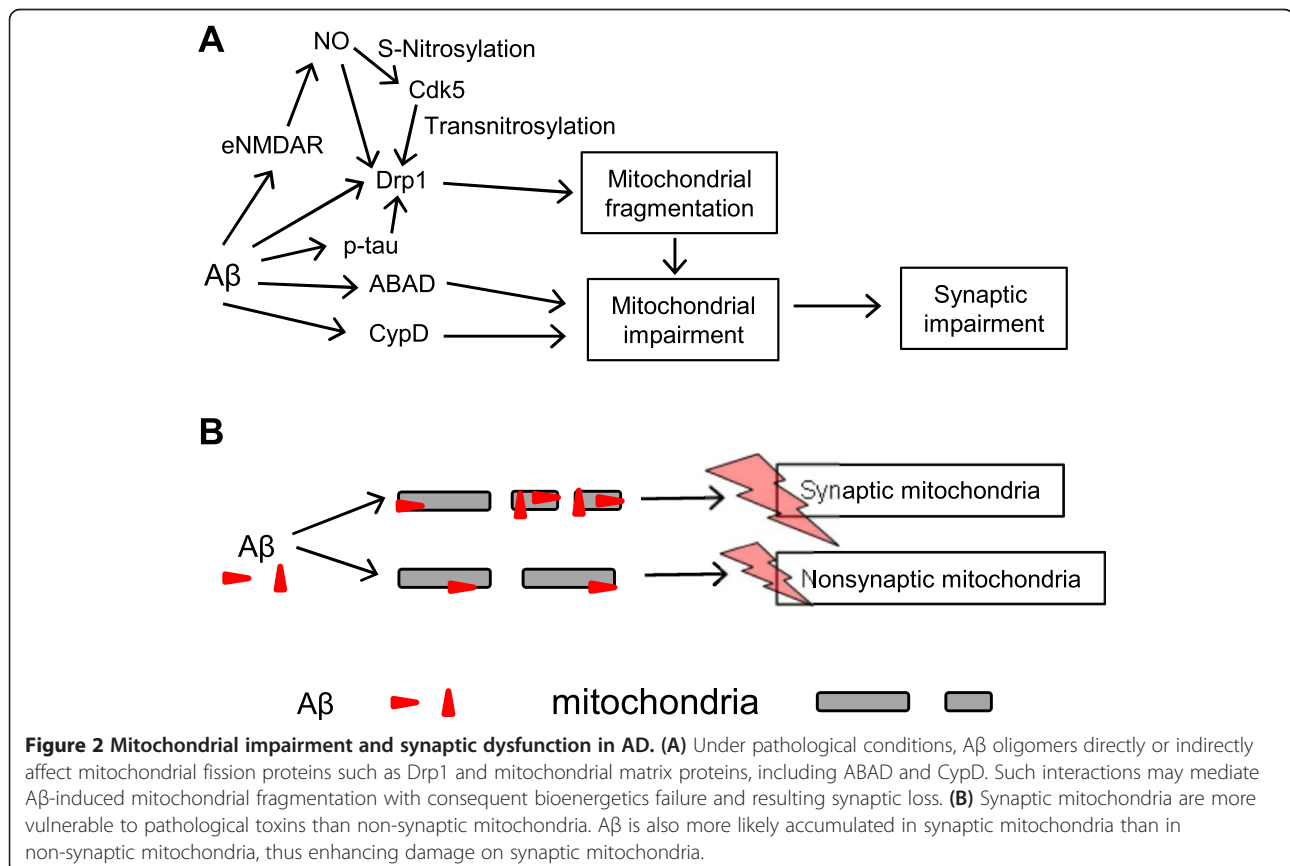 A
NO
S-Nitrosylation
Cdk5
Transnitrosylation
eNMDAR
Drp1
Mitochondrial
fragmentation
p-tau
Aβ
ABAD
Mitochondrial
impairment
Synaptic
impairment
CypD
B
Synaptic mitochondria
Aβ
Nonsynaptic mitochondria
Aβ mitochondria
Figure 2 Mitochondrial impairment and synaptic dysfunction in AD. (A) Under pathological conditions, Aβ oligomers directly or indirectly
affect mitochondrial fission proteins such as Drp1 and mitochondrial matrix proteins, including ABAD and CypD. Such interactions may mediate
Aβ-induced mitochondrial fragmentation with consequent bioenergetics failure and resulting synaptic loss. (B) Synaptic mitochondria are more
vulnerable to pathological toxins than non-synaptic mitochondria. Aβ is also more likely accumulated in synaptic mitochondria than in
non-synaptic mitochondria, thus enhancing damage on synaptic mitochondria.